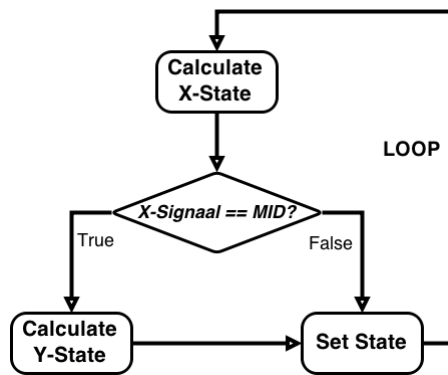 Calculate
X-State
LOOP
X-Signaal == MID?
True
False
Calculate
Y-State
Set State